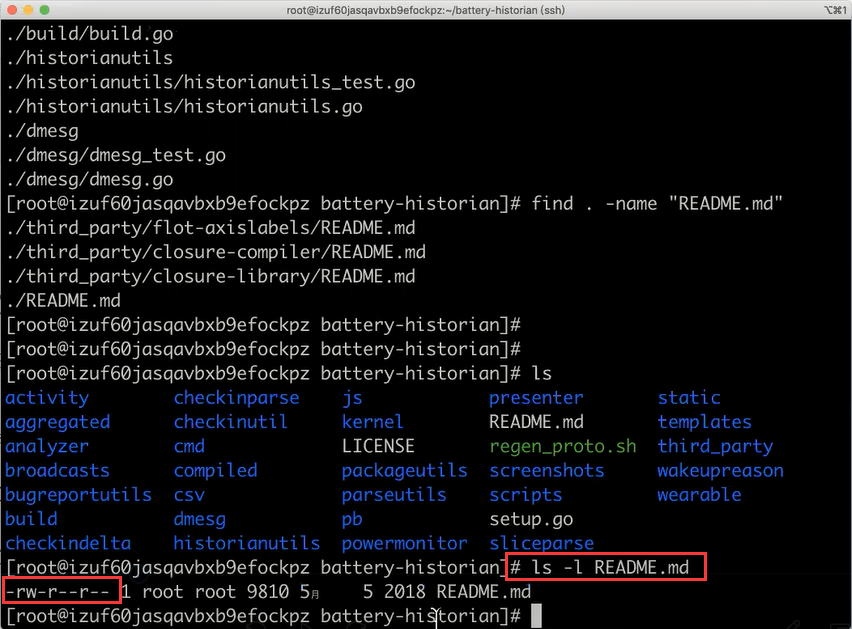 root@izuf60jasqavbxb9efockpz:~/battery-historian (ssh) ⌥⌘1
./build/build.go
./historianutils
./historianutils/historianutils_test.go
./historianutils/historianutils.go
./dmesg
./dmesg/dmesg_test.go
./dmesg/dmesg.go
[root@izuf60jasqavbxb9efockpz battery-historian]# find . -name "README.md"
./third_party/flot-axislabels/README.md
./third_party/closure-compiler/README.md
./third_party/closure-library/README.md
./README.md
[root@izuf60jasqavbxb9efockpz battery-historian]#
[root@izuf60jasqavbxb9efockpz battery-historian]#
[root@izuf60jasqavbxb9efockpz battery-historian]# ls
activity checkinparse js presenter static
aggregated checkinutil kernel README.md templates
analyzer cmd LICENSE regen_proto.sh third_party
broadcasts compiled packageutils screenshots wakeupreason
bugreportutils csv parseutils scripts wearable
build dmesg pb setup.go
checkindelta historianutils powermonitor sliceparse
[root@izuf60jasqavbxb9efockpz battery-historian]# ls -l README.md
-rw-r--r-- 1 root root 9810 5月 5 2018 README.md
[root@izuf60jasqavbxb9efockpz battery-historian]#